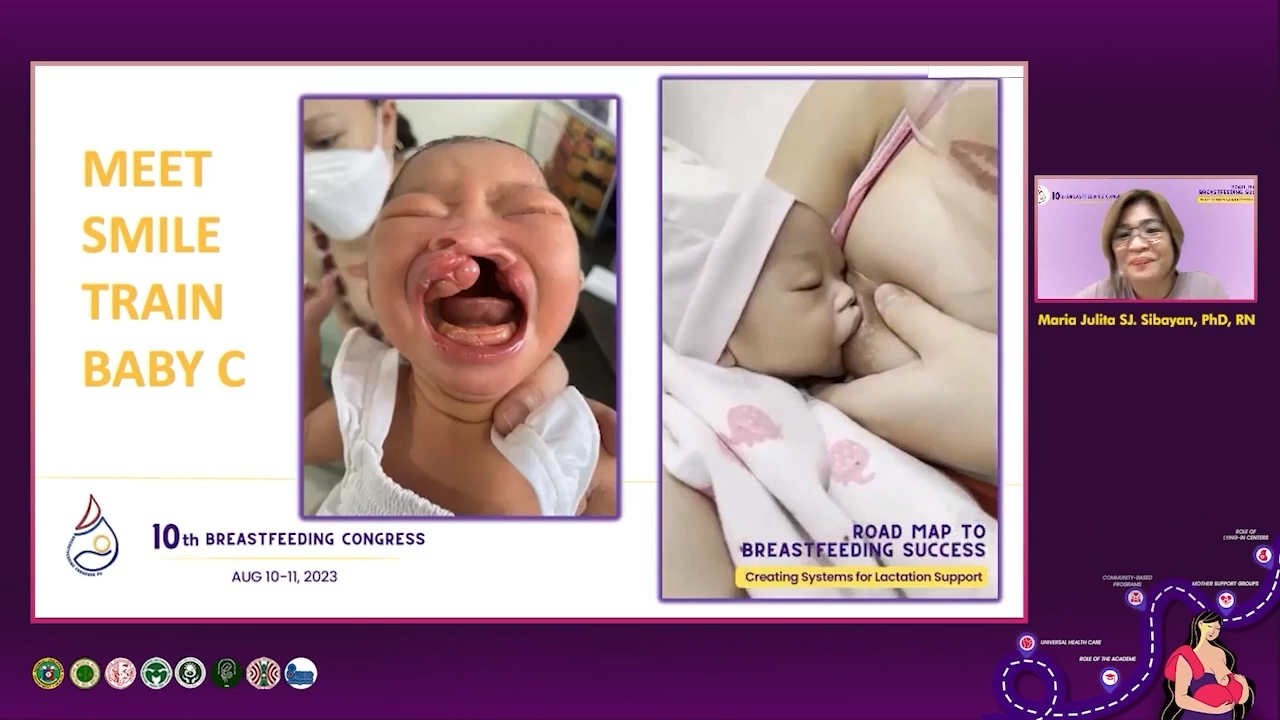 MEET
SMILE
TRAIN
BABY C
10th BREASTFEEDING CONGRESS
AUG 10-11, 2023
ROAD MAP TO
BREASTFEEDING SUCCESS
Creating Systems for Lactation Support
Maria Julita SJ. Sibayan, PhD, RN
ROLE OF
LYING-IN CENTERS
COMMUNITY-BASED
PROGRAMS
MOTHER SUPPORT GROUPS
UNIVERSAL HEALTH CARE
ROLE OF THE ACADEME